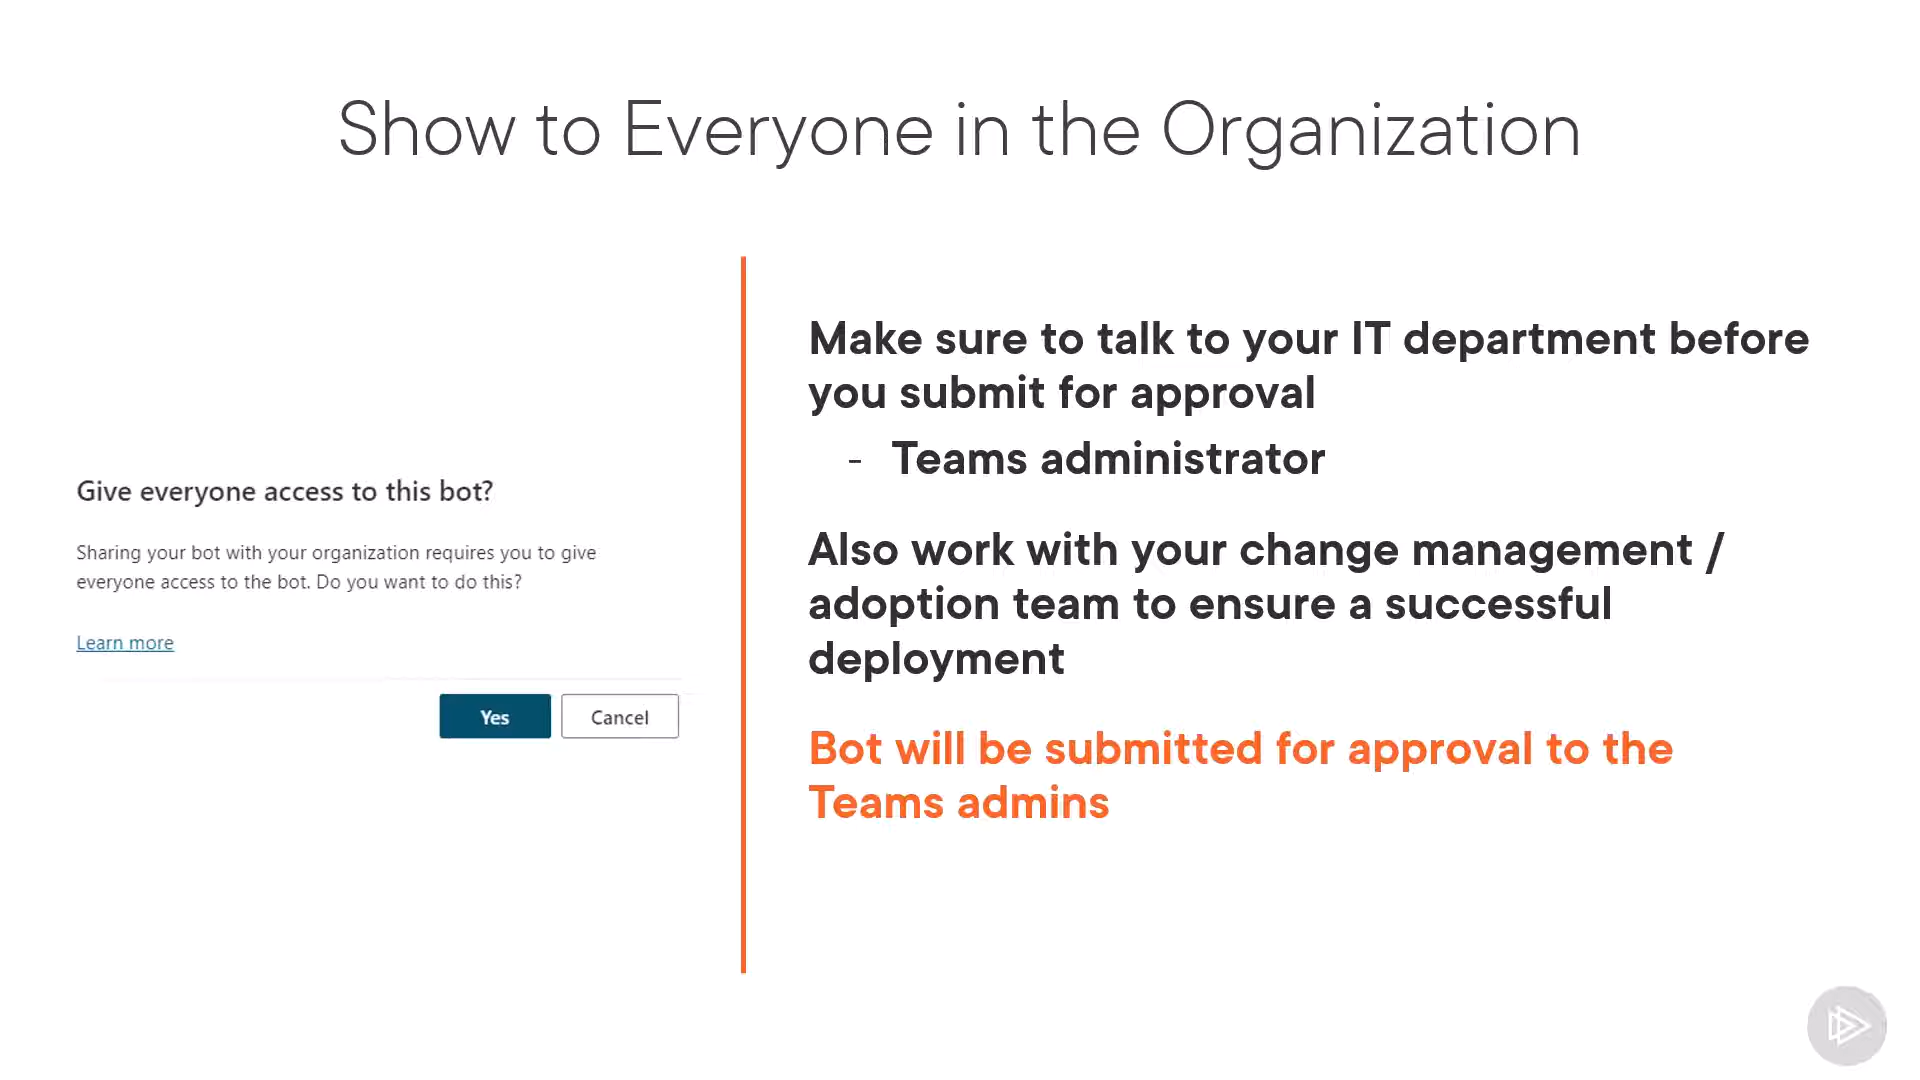 Show to Everyone in the Organization
Give everyone access to this bot?
Sharing your bot with your organization requires you to give
everyone access to the bot. Do you want to do this?
Learn more
Yes
Cancel
Make sure to talk to your IT department before
you submit for approval
- Teams administrator
Also work with your change management /
adoption team to ensure a successful
deployment
Bot will be submitted for approval to the
Teams admins